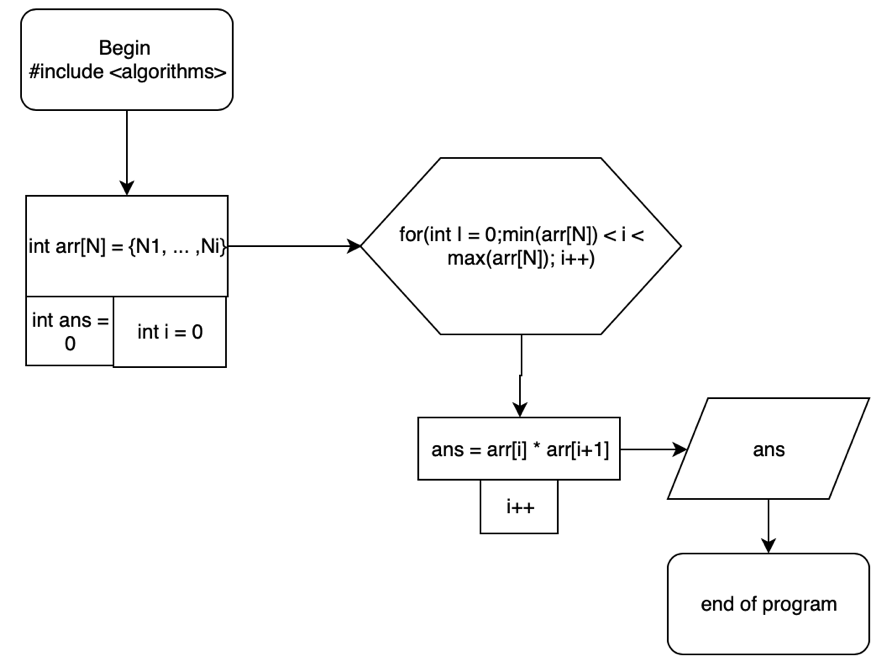 Begin
#include <algorithms>
int arr[N] = {N1, ... ,Ni}
int ans =
0
int i = 0
for(int I = 0;min(arr[N]) < i <
max(arr[N]); i++)
ans = arr[i] * arr[i+1]
i++
ans
end of program